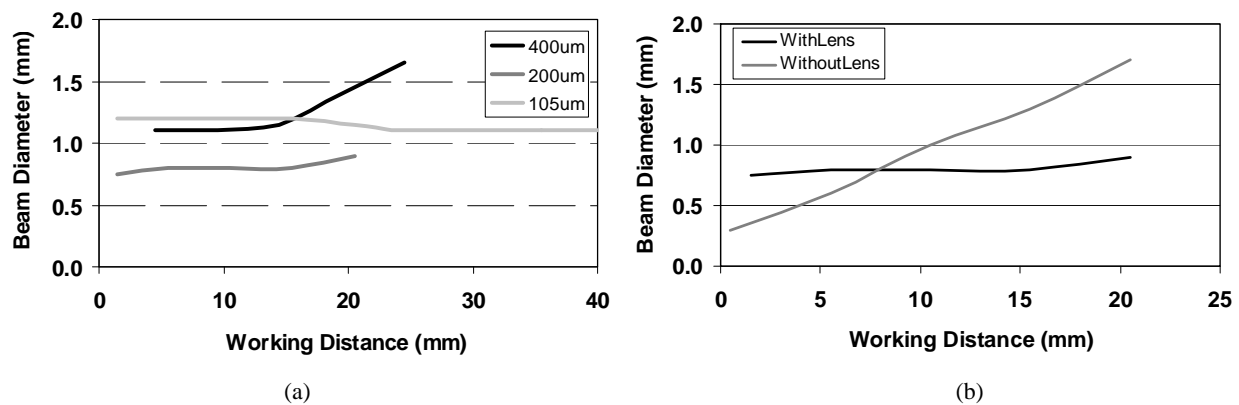 2.0
1.5
1.0
0.5
0.0
Beam Diameter (mm)
400um
200um
105um
0 10 20 30 40
Working Distance (mm)
(a)
2.0
1.5
1.0
0.5
0.0
Beam Diameter (mm)
WithLens
WithoutLens
0 5 10 15 20 25
Working Distance (mm)
(b)